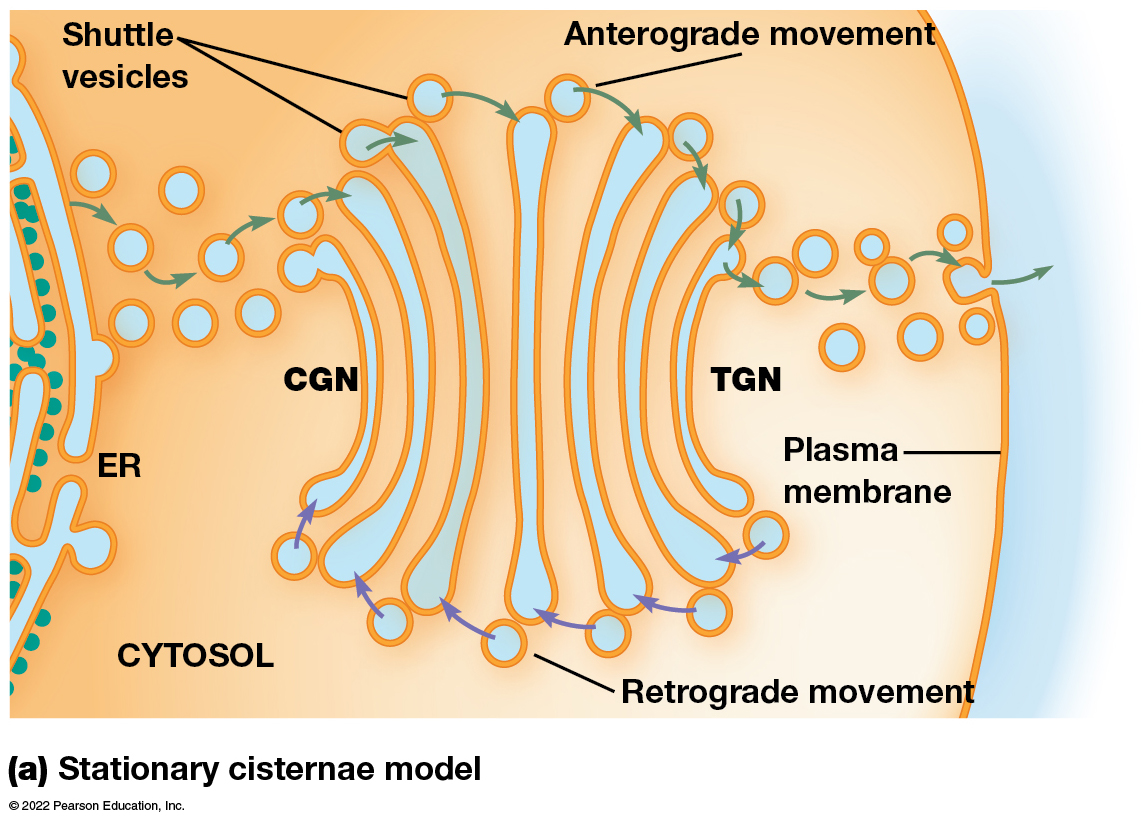 Shuttle
vesicles
Anterograde movement
CGN
TGN
Plasma
membrane
ER
CYTOSOL
Retrograde movement
(a) Stationary cisternae model
© 2022 Pearson Education, Inc.